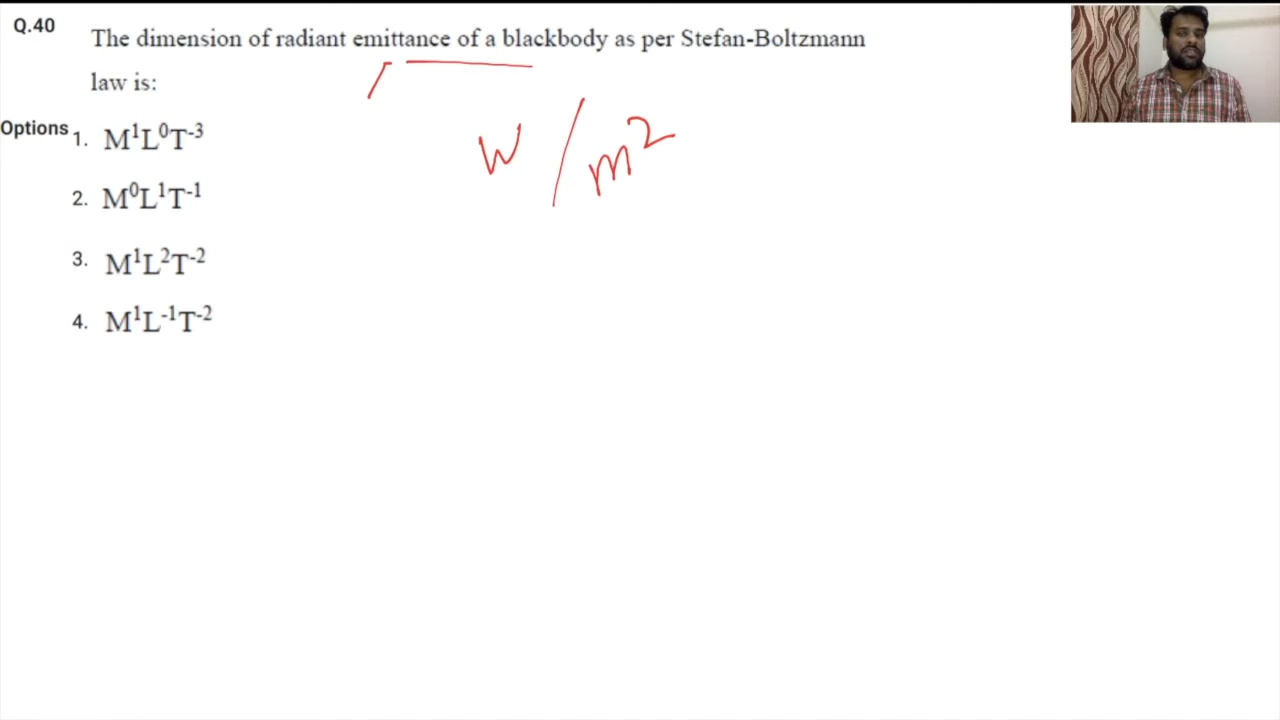 Q.40
The dimension of radiant emittance of a blackbody as per Stefan-Boltzmann
law is:
Options
1. M¹L⁰T⁻³
2. M⁰L¹T⁻¹
3. M¹L²T⁻²
4. M¹L⁻¹T⁻²
W/m²